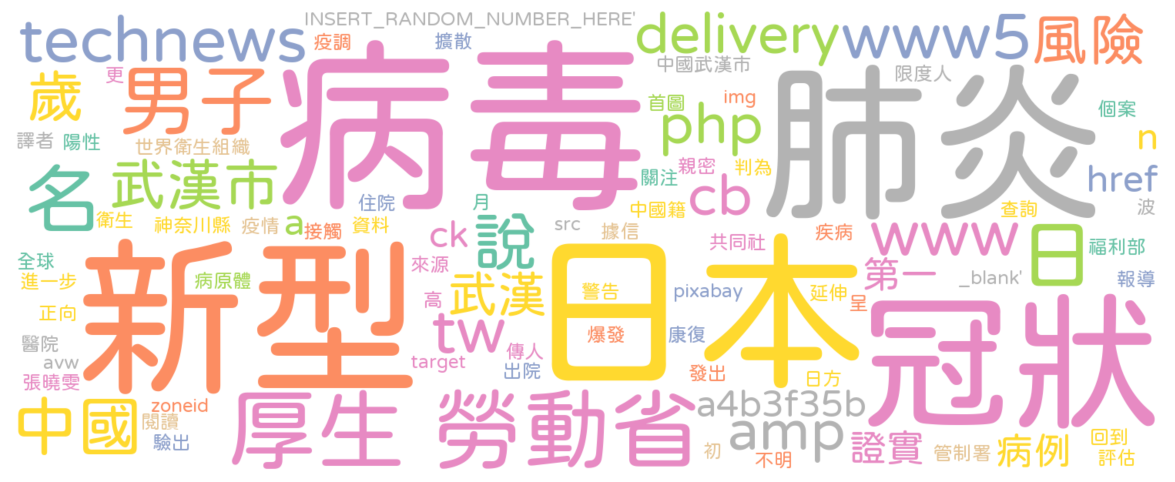 INSERT_RANDOM_NUMBER_HERE'
technews
疫調
擴散
delivery
www5
風險
中國武漢市
更
歲
男子
病毒
肺炎
限度人
首圖
img
php
個案
n
譯者
陽性
世界衛生組織
親密
判為
關注
href
名
武漢市
住院
月
cb
中國籍
查詢
波
衛生
神奈川縣
疫情
a
接觸
資料
ck
說
src
據信
共同社
疾病
www
日
福利部
全球
進一步
病原體
來源
第一
_blank'
報導
新型
日本
高
武漢
警告
pixabay
延伸
呈
冠狀
正向
tw
爆發
康復
醫院
avw
target
傳人
出院
張曉雯
發出
日方
中國
zoneid
閱讀
驗出
厚生
勞動省
a4b3f35b
amp
初
不明
證實
管制署
病例
回到
評估